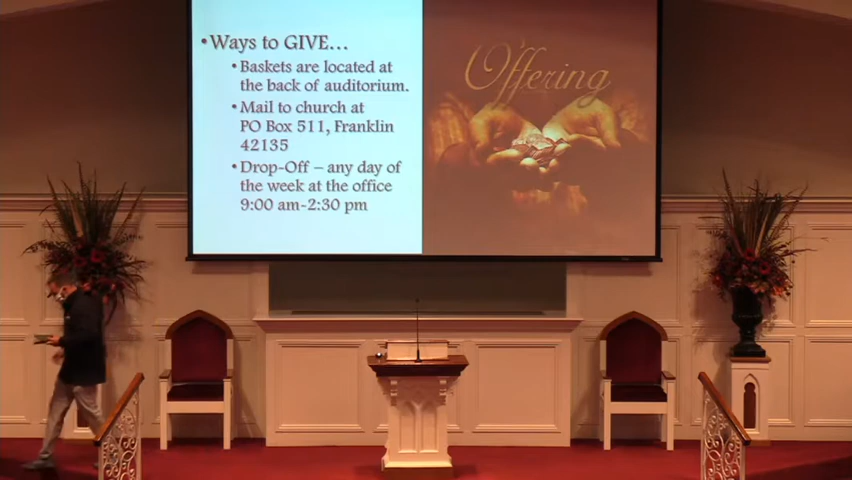 • Ways to GIVE…
• Baskets are located at
the back of auditorium.
• Mail to church at
PO Box 511, Franklin
42135
• Drop-Off – any day of
the week at the office
9:00 am-2:30 pm
Offering